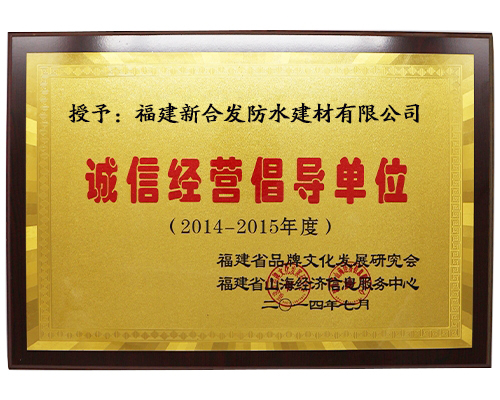 授予：福建新合发防水建材有限公司
诚信经营倡导单位
（2014-2015年度）
福建省品牌文化发展研究会
福建省山海经济信息服务中心
二〇一四年七月